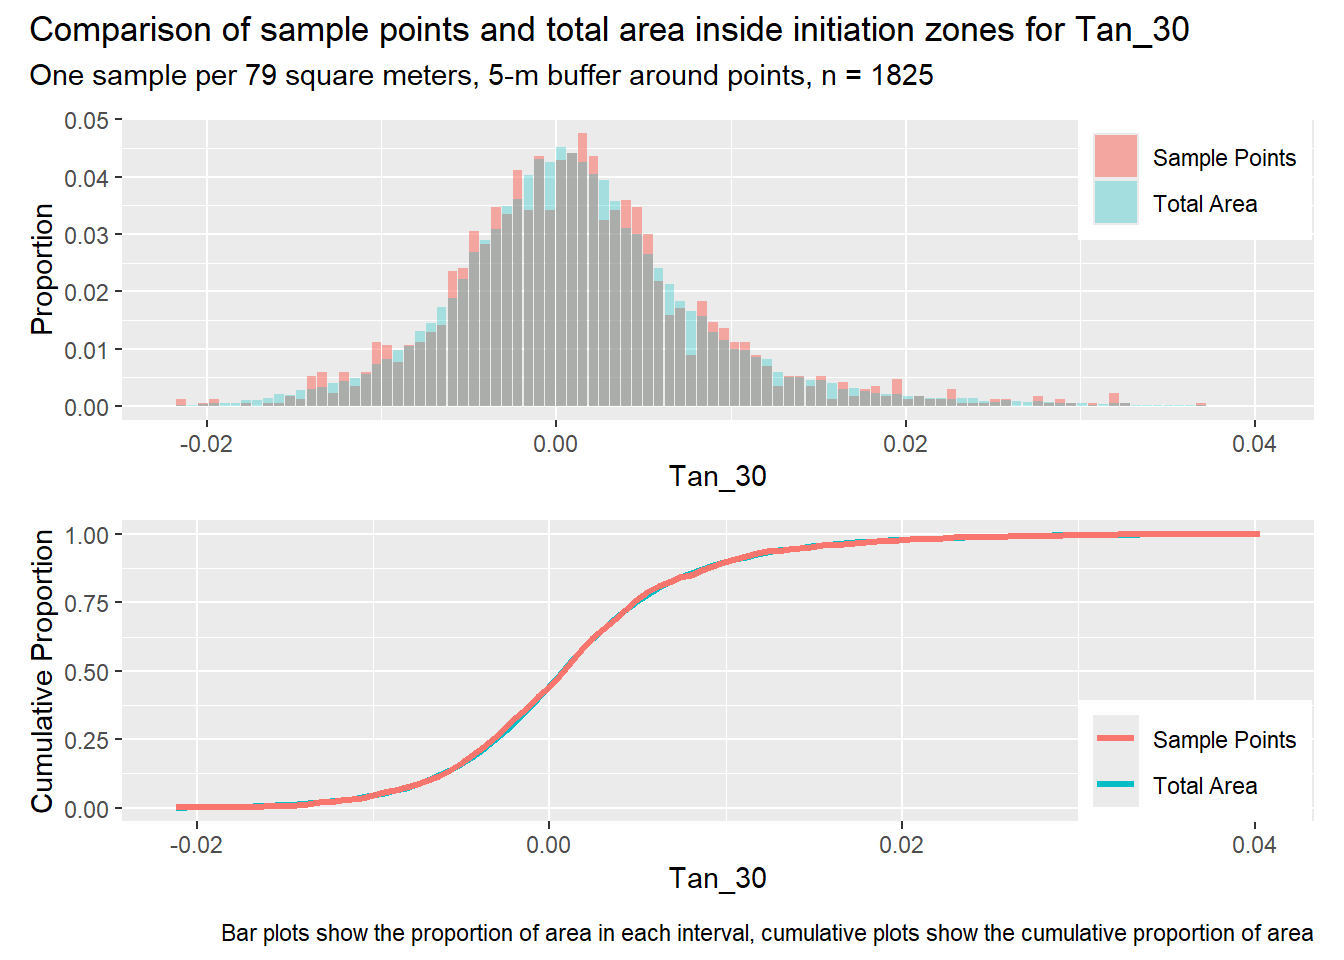 Comparison of sample points and total area inside initiation zones for Tan_30
One sample per 79 square meters, 5-m buffer around points, n = 1825
0.05
0.04
0.03
0.02
0.01
0.00
Proportion
Sample Points
Total Area
-0.02 0.00 0.02 0.04
Tan_30
1.00
0.75
0.50
0.25
0.00
Cumulative Proportion
Sample Points
Total Area
-0.02 0.00 0.02 0.04
Tan_30
Bar plots show the proportion of area in each interval, cumulative plots show the cumulative proportion of area